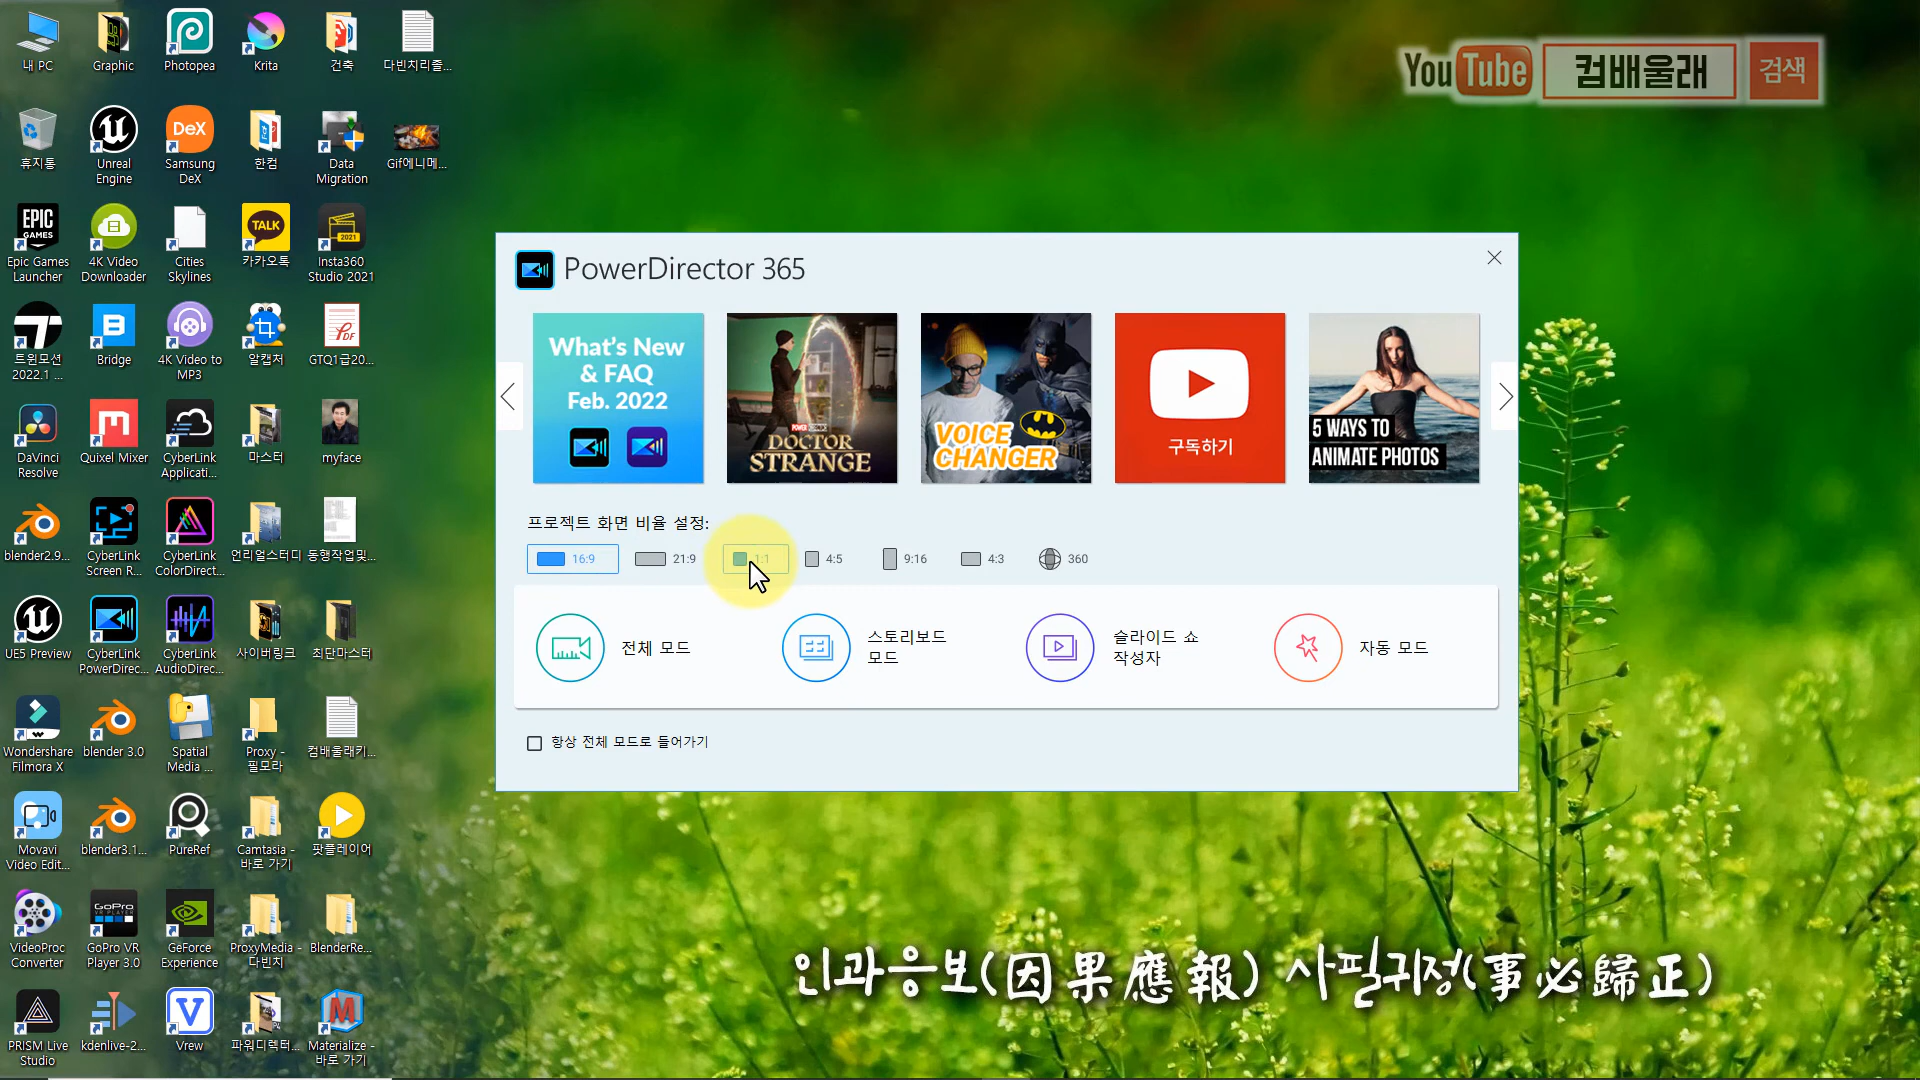 내 PC
Graphic
Photopea
Krita
건축
다빈치리졸...
휴지통
Unreal Engine
DeX
Samsung DeX
한컴
Data Migration
Gif에니메...
EPIC GAMES
Epic Games Launcher
4K Video Downloader
Cities Skylines
TALK
카카오톡
2021
Insta360 Studio 2021
트윈모션 2022.1 ...
B
Bridge
4K Video to MP3
알캡처
PDF
GTQ1급20...
DaVinci Resolve
Quixel Mixer
CyberLink Applicati...
마스터
myface
blender2.9...
CyberLink Screen R...
CyberLink ColorDirect...
언리얼스터디
동행작업및...
UE5 Preview
CyberLink PowerDirec...
CyberLink AudioDirec...
사이버링크
최단마스터
Wondershare Filmora X
blender 3.0
Spatial Media ...
Proxy - 필모라
컴배울래키...
Movavi Video Edit...
blender3.1...
PureRef
Camtasia - 바로 가기
팟플레이어
VideoProc Converter
GoPro
VR PLAYER
GoPro VR Player 3.0
GeForce Experience
ProxyMedia - 다빈치
BlenderRe...
PRISM Live Studio
kdenlive-2...
V
Vrew
파워디렉터...
M
Materialize - 바로 가기
YouTube 컴배울래 검색
PowerDirector 365
What's New
& FAQ
Feb. 2022
DOCTOR
STRANGE
VOICE
CHANGER
구독하기
5 WAYS TO
ANIMATE PHOTOS
프로젝트 화면 비율 설정:
16:9 21:9 1:1 4:5 9:16 4:3 360
전체 모드
스토리보드
모드
슬라이드 쇼
작성자
자동 모드
항상 전체 모드로 들어가기
인과응보(因果應報) 사필귀정(事必歸正)